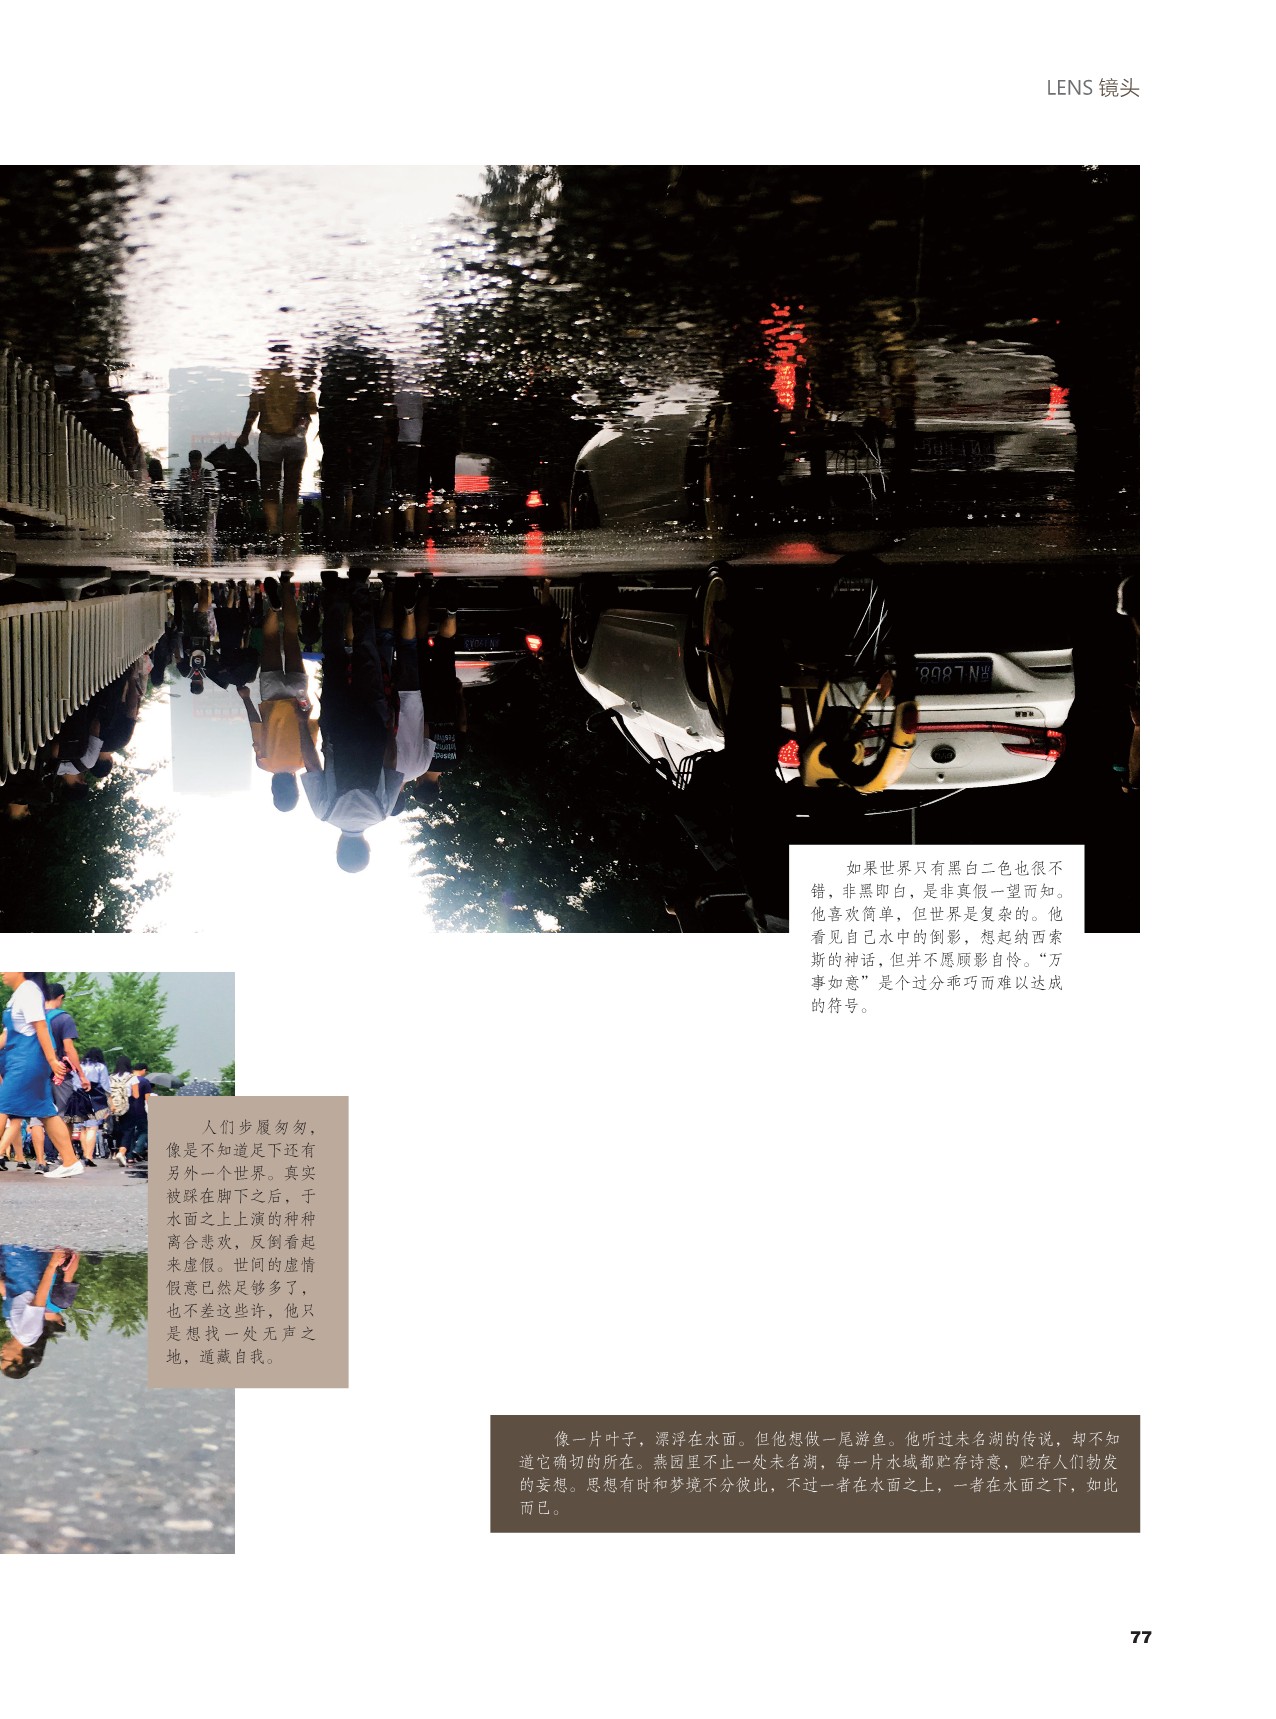 LENS 镜头
如果世界只有黑白二色也很不
错，非黑即白，是非真假一望而知。
他喜欢简单，但世界是复杂的。他
看见自己水中的倒影，想起纳西索
斯的神话，但并不愿顾影自怜。“万
事如意”是个过分乖巧而难以达成
的符号。
人们步履匆匆，
像是不知道足下还有
另外一个世界。真实
被踩在脚下之后，于
水面之上上演的种种
离合悲欢，反倒看起
来虚假。世间的虚情
假意已然足够多了，
也不差这些许，他只
是想找一处无声之
地，遁藏自我。
像一片叶子，漂浮在水面。但他想做一尾游鱼。他听过未名湖的传说，却不知
道它确切的所在。燕园里不止一处未名湖，每一片水域都贮存诗意，贮存人们勃发
的妄想。思想有时和梦境不分彼此，不过一者在水面之上，一者在水面之下，如此
而已。
77